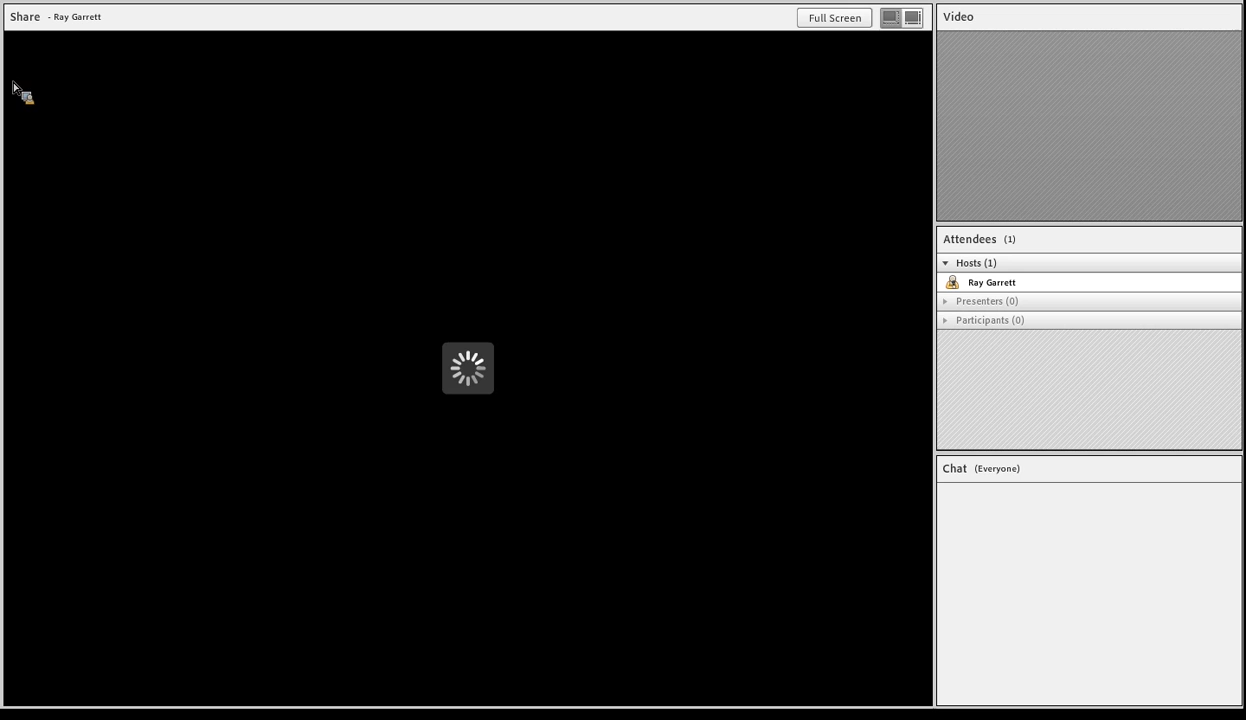 Share - Ray Garrett
Full Screen
Video
Attendees (1)
Hosts (1)
Ray Garrett
Presenters (0)
Participants (0)
Chat (Everyone)